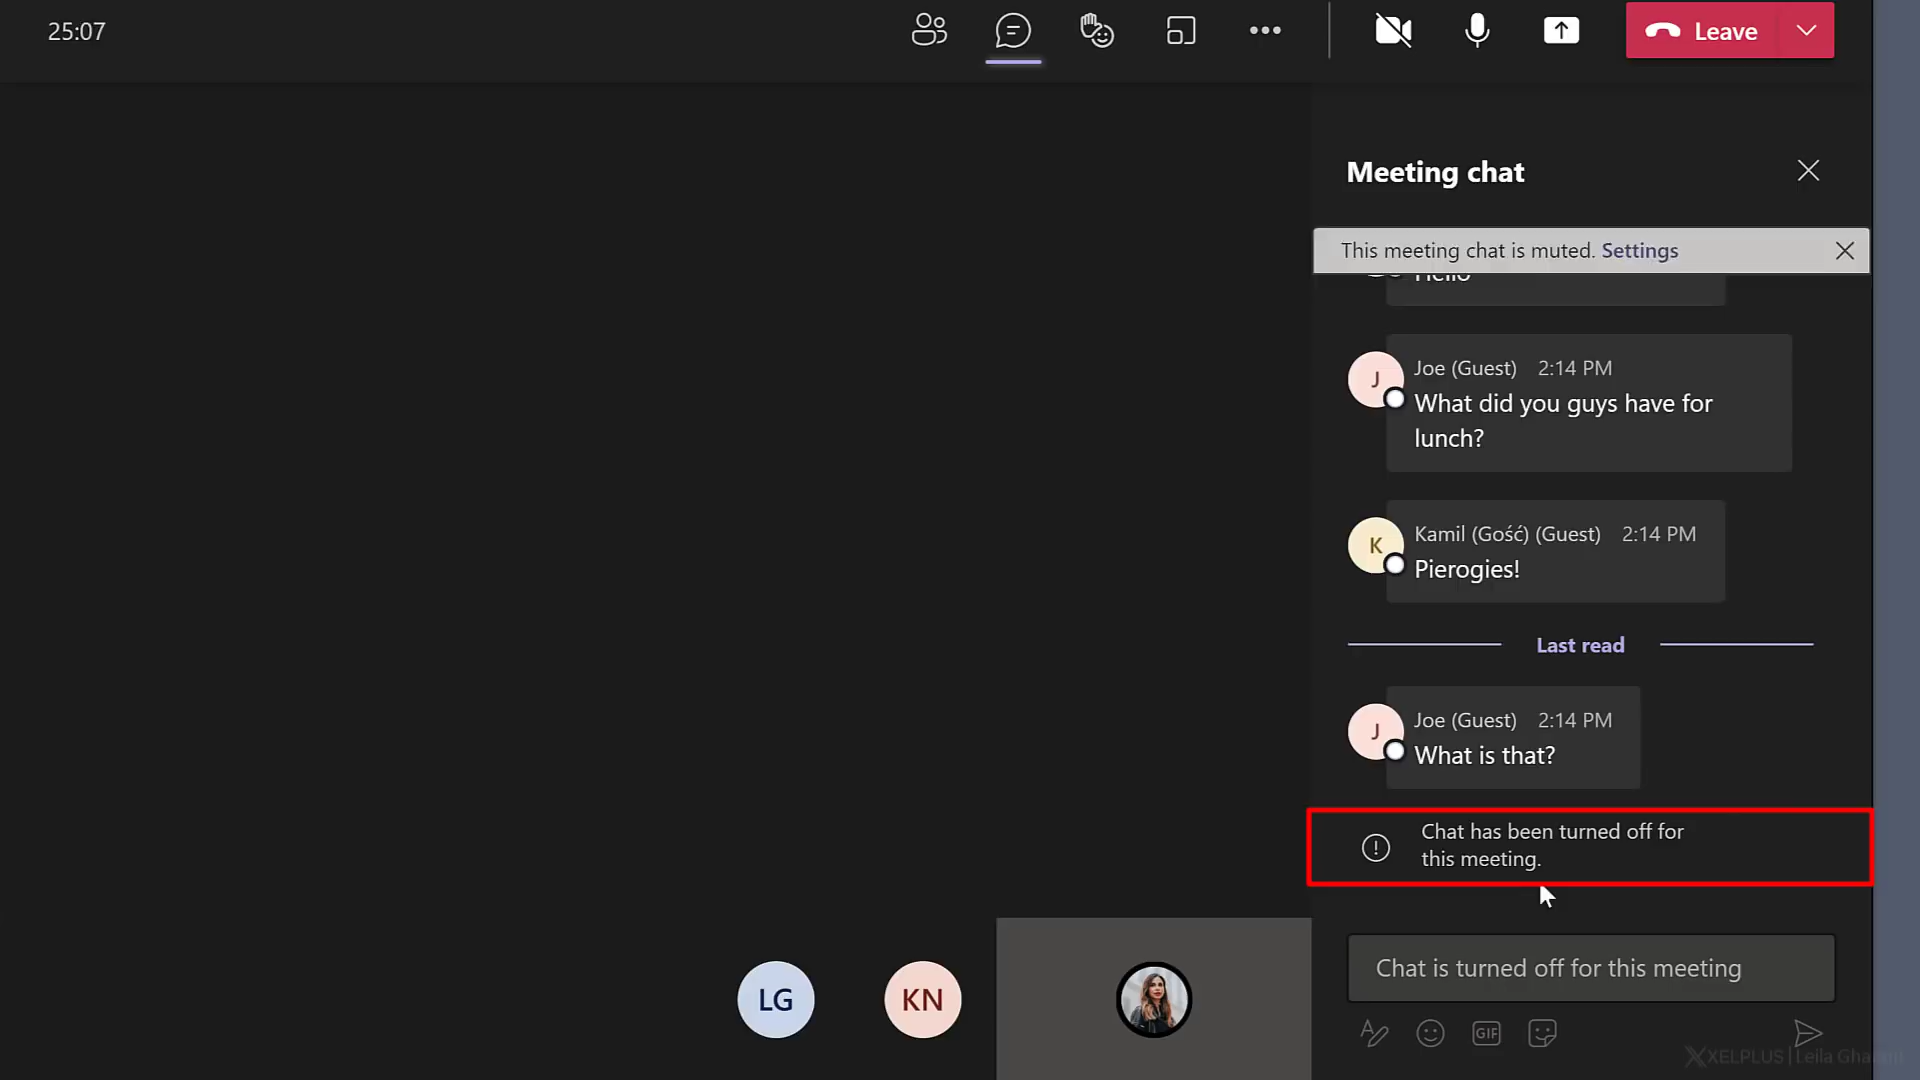 25:07
Leave
Meeting chat
This meeting chat is muted. Settings
Hello
J
Joe (Guest) 2:14 PM
What did you guys have for
lunch?
K
Kamil (Gość) (Guest) 2:14 PM
Pierogies!
Last read
J
Joe (Guest) 2:14 PM
What is that?
Chat has been turned off for
this meeting.
LG
KN
Chat is turned off for this meeting
GIF
XELPLUS | Leila